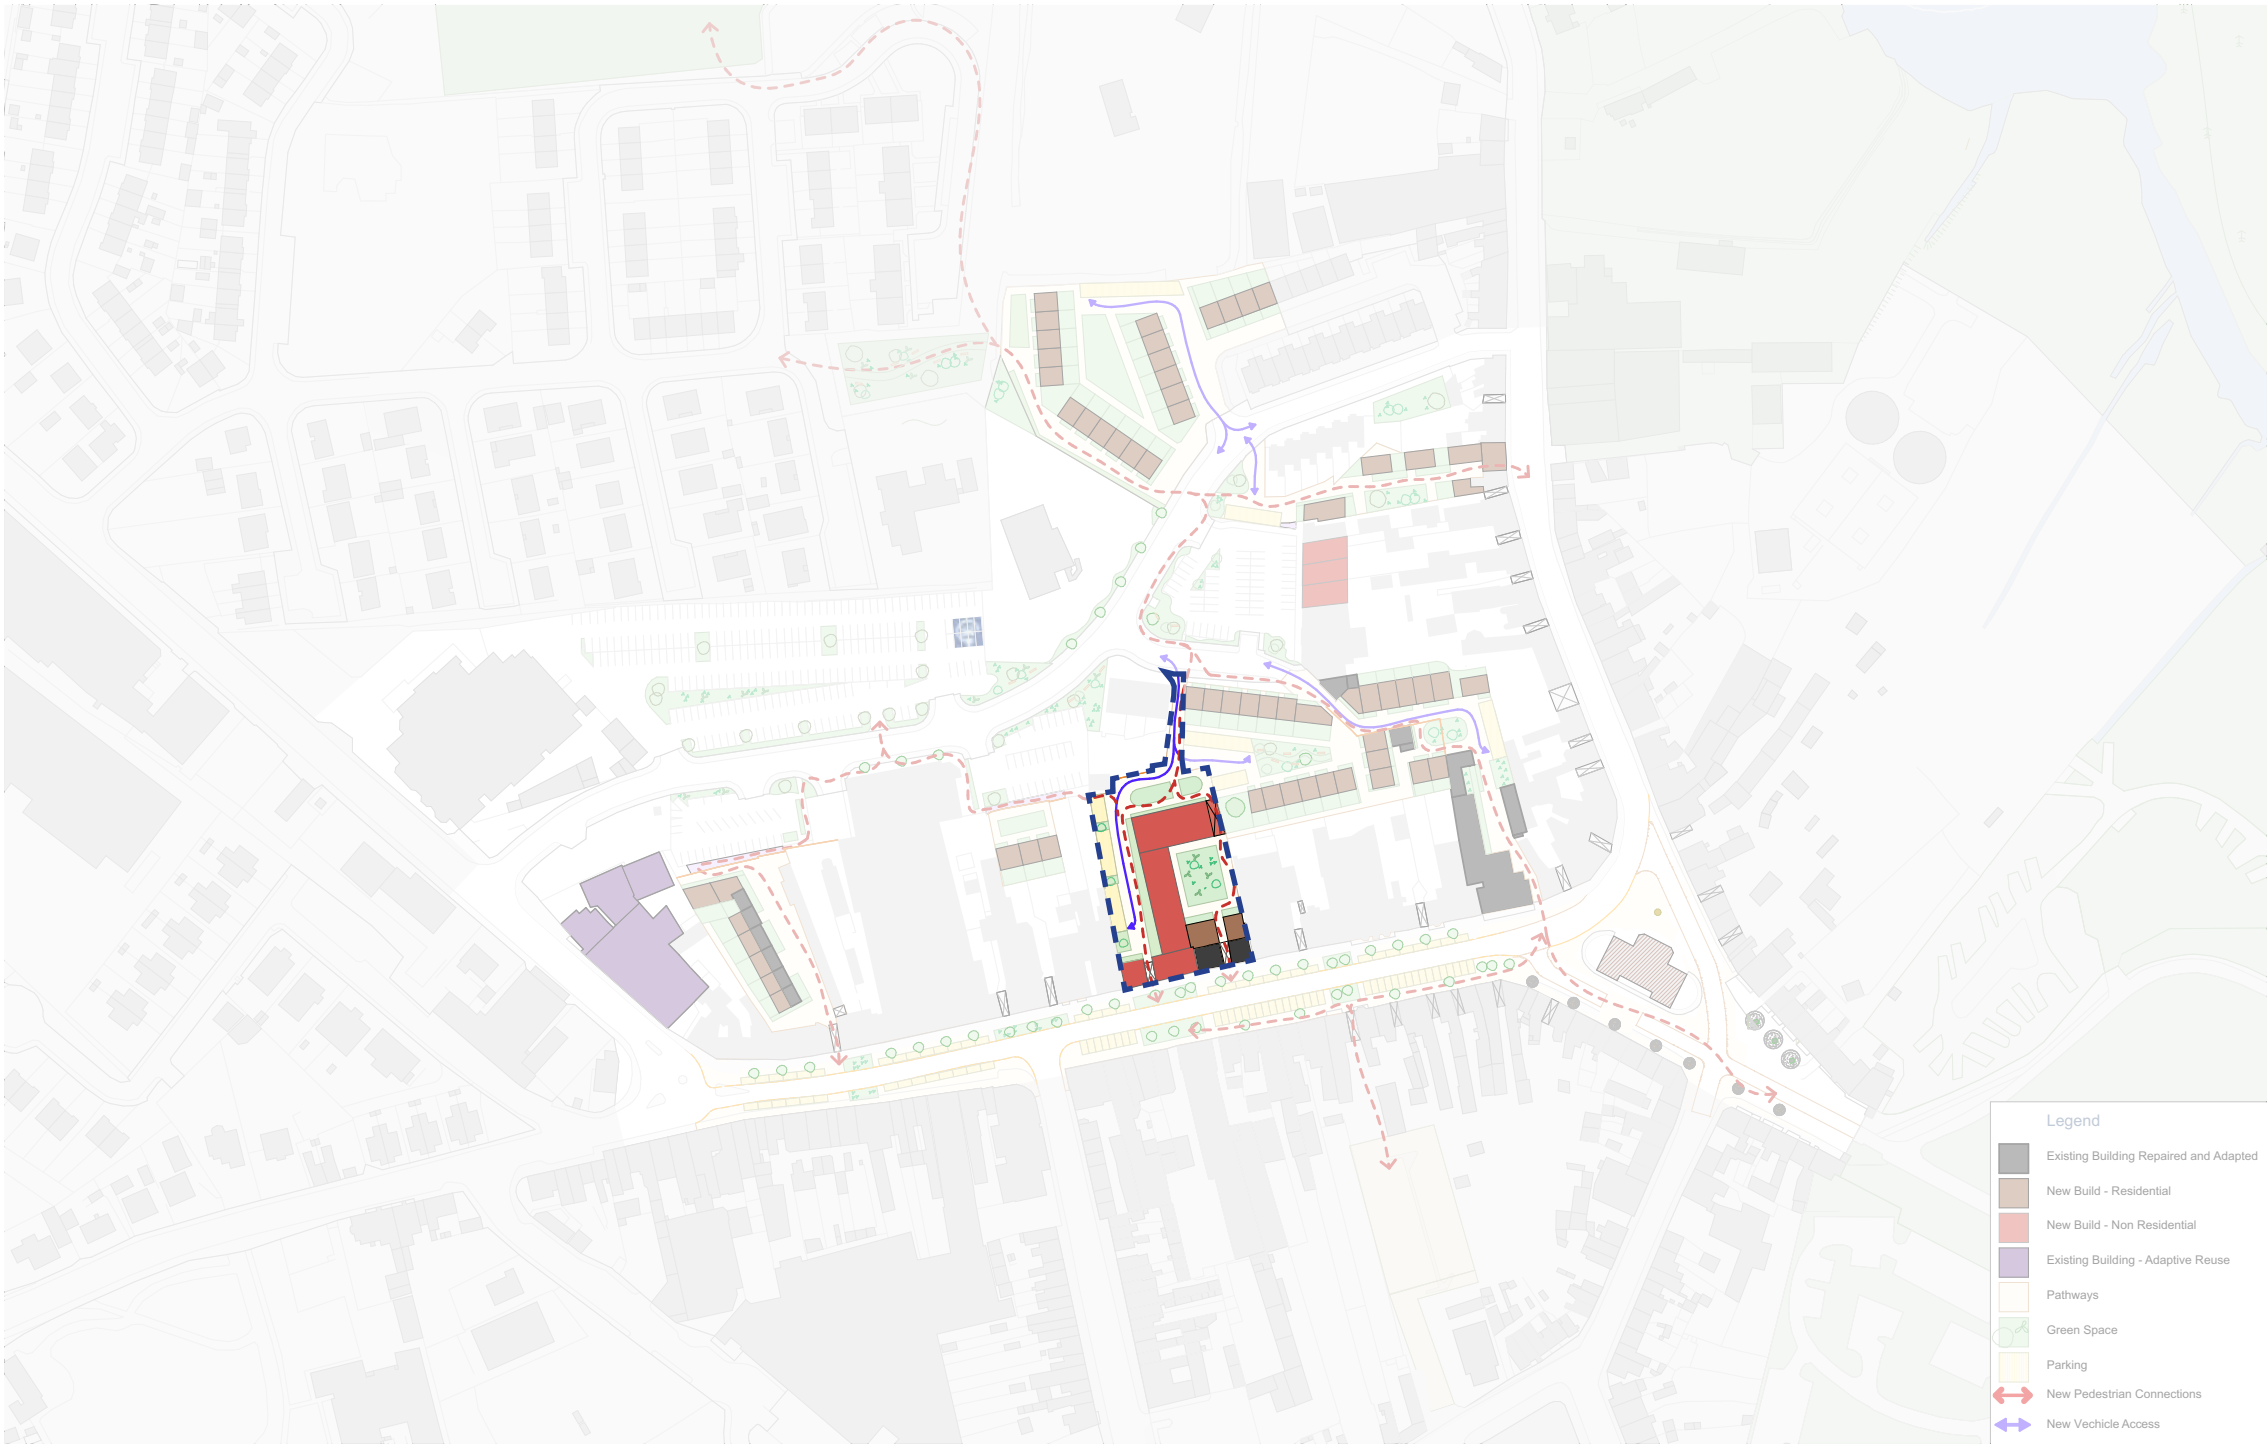 Legend
Existing Building Repaired and Adapted
New Build - Residential
New Build - Non Residential
Existing Building - Adaptive Reuse
Pathways
Green Space
Parking
New Pedestrian Connections
New Vechicle Access